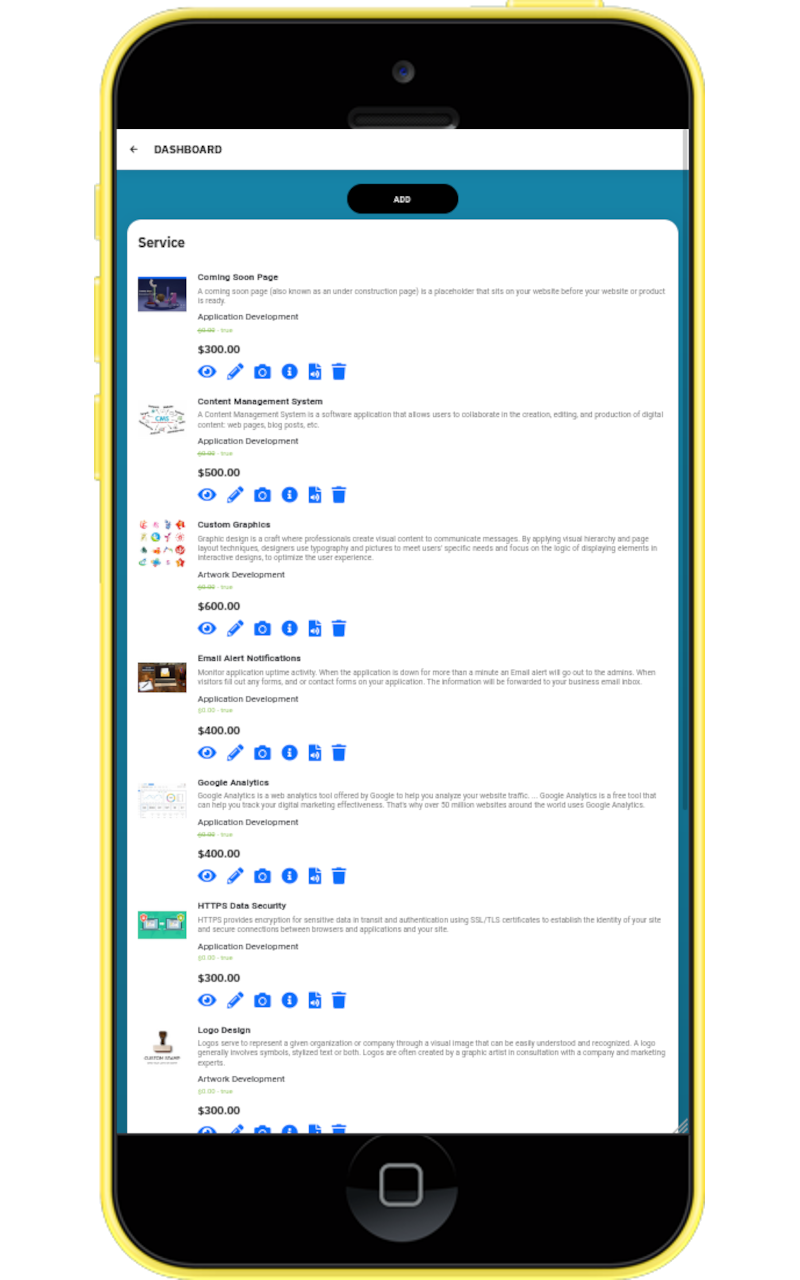 DASHBOARD
ADD
Service
Coming Soon Page
A coming soon page (also known as an under construction page) is a placeholder that sits on your website before your website or product
is ready.
Application Development
$0.00 - true
$300.00
CMS
Content Management System
A Content Management System is a software application that allows users to collaborate in the creation, editing, and production of digital
content: web pages, blog posts, etc.
Application Development
$0.00 - true
$500.00
Custom Graphics
Graphic design is a craft where professionals create visual content to communicate messages. By applying visual hierarchy and page
layout techniques, designers use typography and pictures to meet users' specific needs and focus on the logic of displaying elements in
interactive designs, to optimize the user experience.
Artwork Development
$0.00 - true
$600.00
Email Alert Notifications
Monitor application uptime activity. When the application is down for more than a minute an Email alert will go out to the admins. When
visitors fill out any forms, and or contact forms on your application. The information will be forwarded to your business email inbox.
Application Development
$0.00 - true
$400.00
Google Analytics
Google Analytics is a web analytics tool offered by Google to help you analyze your website traffic. ... Google Analytics is a free tool that
can help you track your digital marketing effectiveness. That's why over 50 million websites around the world uses Google Analytics.
Application Development
$0.00 - true
$400.00
HTTPS Data Security
HTTPS provides encryption for sensitive data in transit and authentication using SSL/TLS certificates to establish the identity of your site
and secure connections between browsers and applications and your site.
Application Development
$0.00 - true
$300.00
CUSTOM STAMP
Logo Design
Logos serve to represent a given organization or company through a visual image that can be easily understood and recognized. A logo
generally involves symbols, stylized text or both. Logos are often created by a graphic artist in consultation with a company and marketing
experts.
Artwork Development
$0.00 - true
$300.00